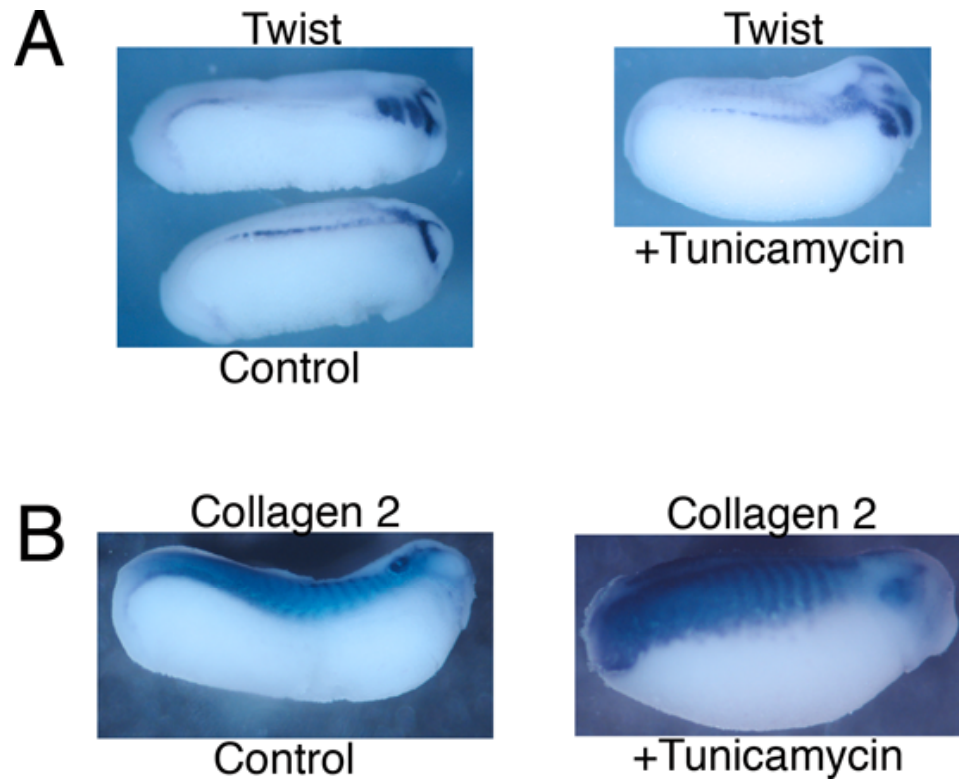 A
Twist
Twist
Control
+Tunicamycin
B
Collagen 2
Collagen 2
Control
+Tunicamycin